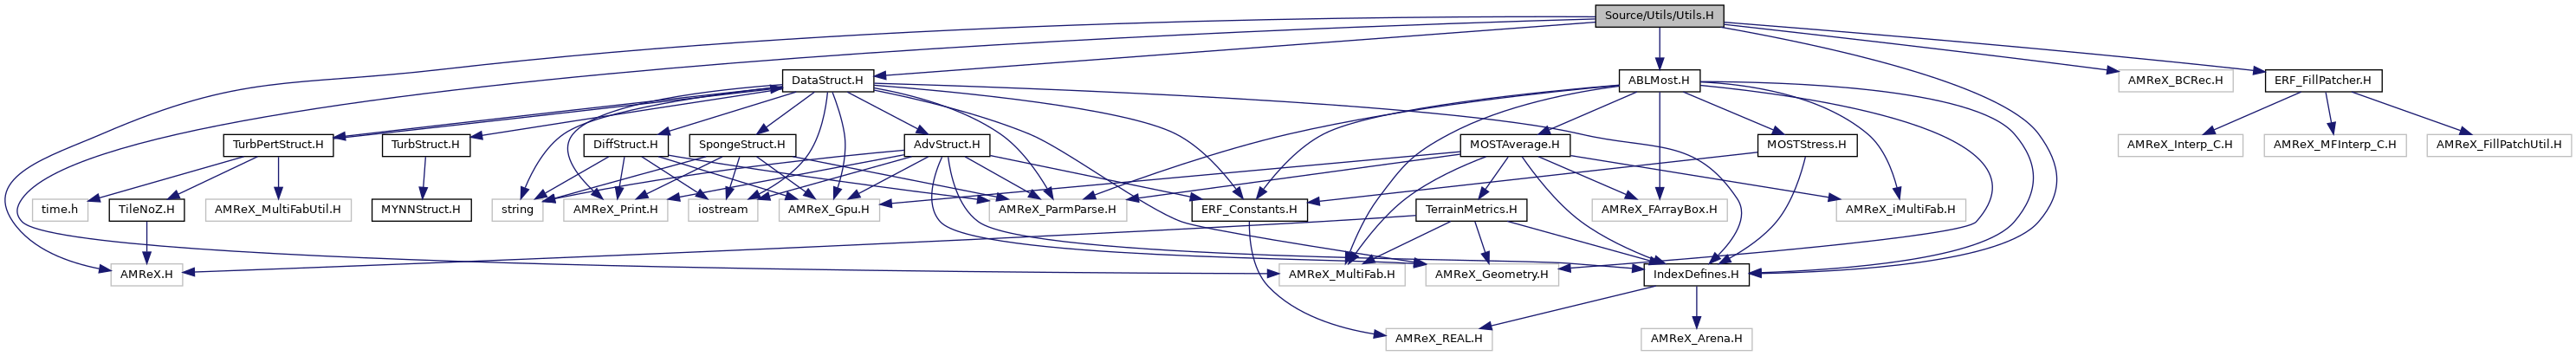 Source/Utils/Utils.H
DataStruct.H
ABLMost.H
AMReX_BCRec.H
ERF_FillPatcher.H
TurbPertStruct.H
TurbStruct.H
DiffStruct.H
SpongeStruct.H
AdvStruct.H
MOSTAverage.H
MOSTStress.H
AMReX_Interp_C.H
AMReX_MFInterp_C.H
AMReX_FillPatchUtil.H
time.h
TileNoZ.H
AMReX_MultiFabUtil.H
MYNNStruct.H
string
AMReX_Print.H
iostream
AMReX_Gpu.H
AMReX_ParmParse.H
ERF_Constants.H
TerrainMetrics.H
AMReX_FArrayBox.H
AMReX_iMultiFab.H
AMReX.H
AMReX_MultiFab.H
AMReX_Geometry.H
IndexDefines.H
AMReX_REAL.H
AMReX_Arena.H